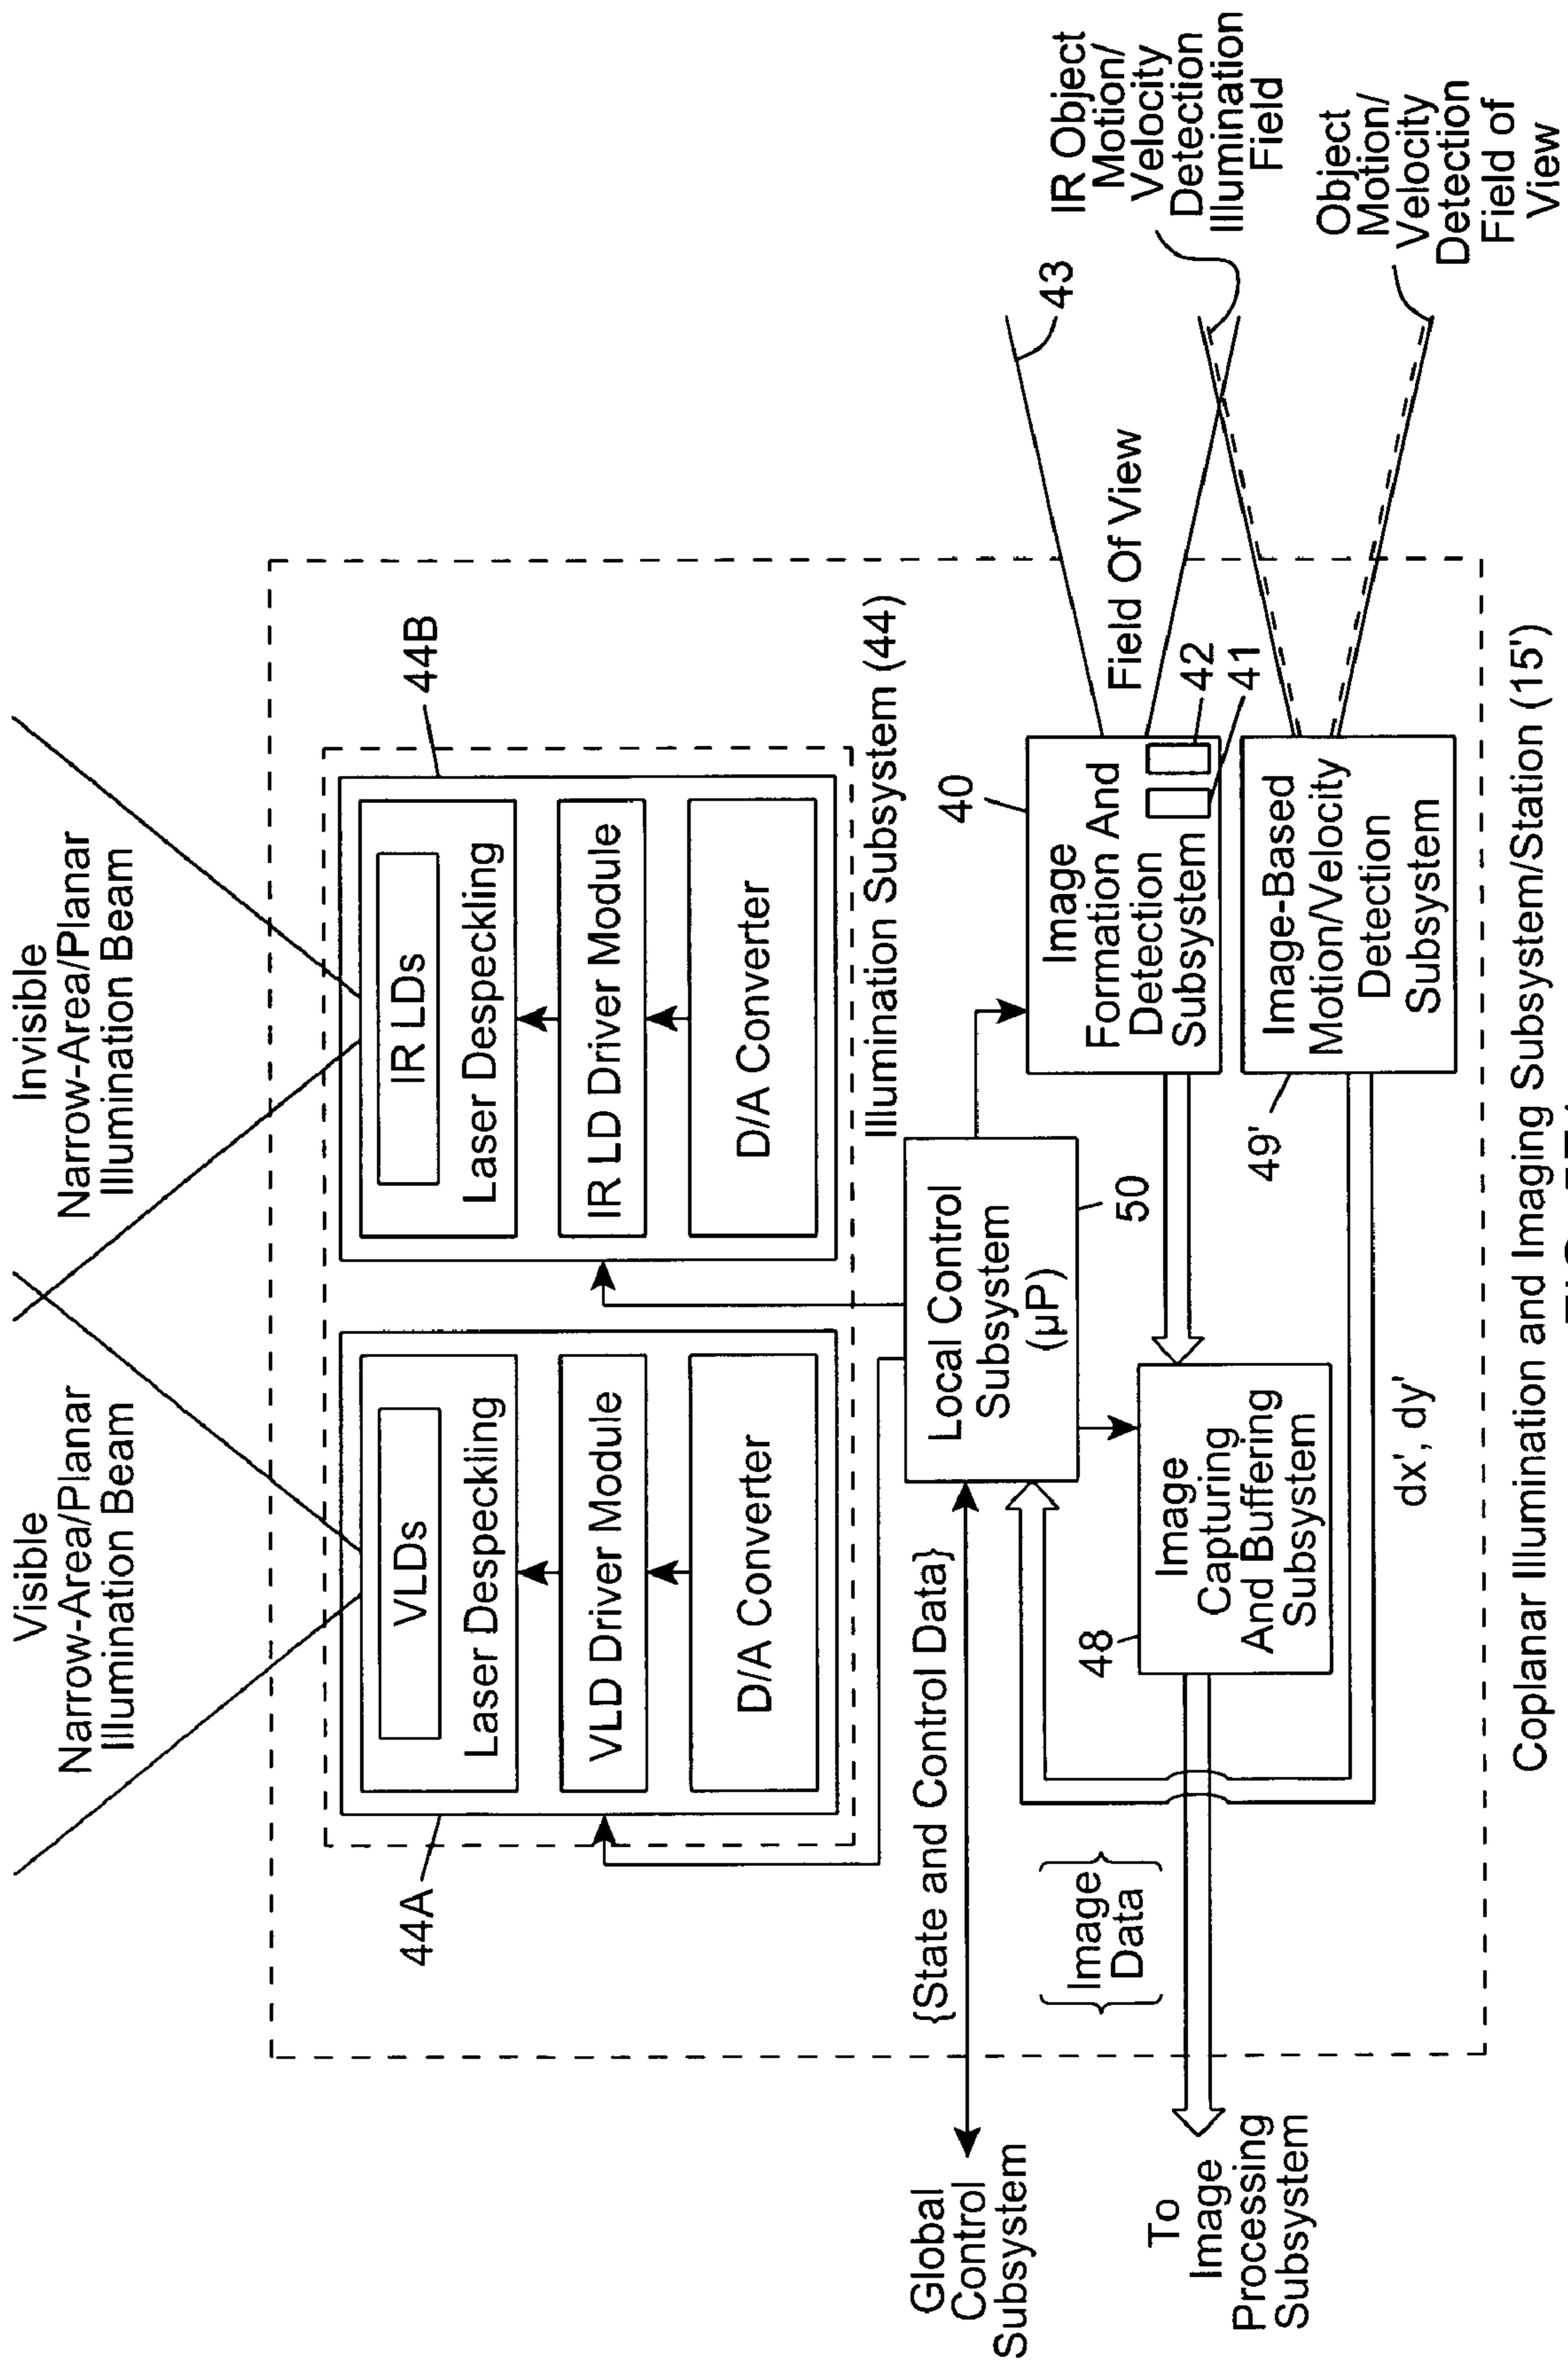 Visible
Narrow-Area/Planar
Illumination Beam
Invisible
Narrow-Area/Planar
Illumination Beam
44A
VLDs
Laser Despeckling
VLD Driver Module
D/A Converter
44B
IR LDs
Laser Despeckling
IR LD Driver Module
D/A Converter
Illumination Subsystem (44)
Global
Control
Subsystem
{State and Control Data}
Local Control
Subsystem
(µP)
50
40
Image
Formation And
Detection
Subsystem
42
41
Field Of View
43
IR Object
Motion/
Velocity
Detection
Illumination
Field
To
Image
Processing
Subsystem
{Image
Data}
48
Image
Capturing
And Buffering
Subsystem
49'
Image-Based
Motion/Velocity
Detection
Subsystem
Object
Motion/
Velocity
Detection
Field of
View
dx', dy'
Coplanar Illumination and Imaging Subsystem/Station (15')